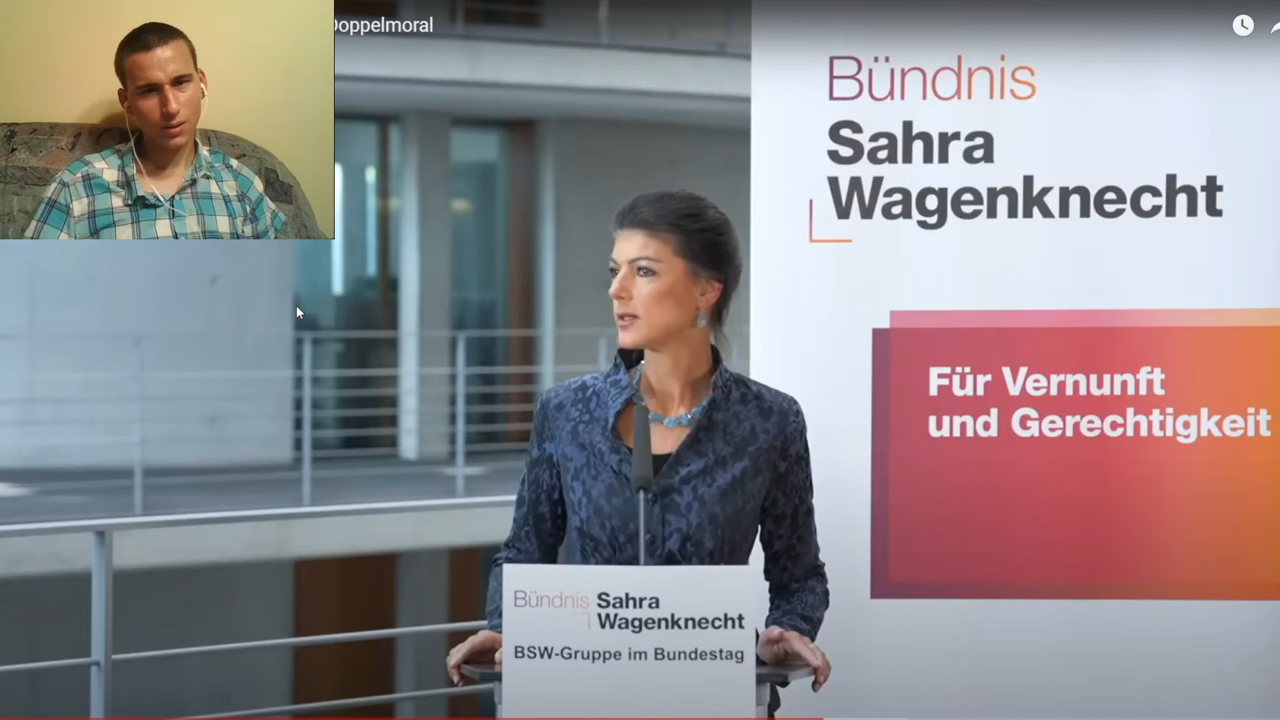 Doppelmoral
Bündnis
Sahra
Wagenknecht
Für Vernunft
und Gerechtigkeit
Bündnis Sahra
Wagenknecht
BSW-Gruppe im Bundestag